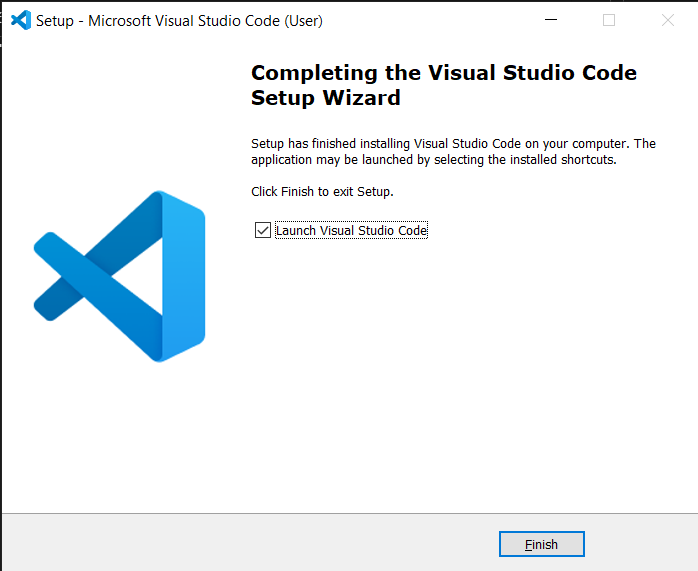 Setup - Microsoft Visual Studio Code (User)
Completing the Visual Studio Code
Setup Wizard
Setup has finished installing Visual Studio Code on your computer. The
application may be launched by selecting the installed shortcuts.
Click Finish to exit Setup.
Launch Visual Studio Code
Finish